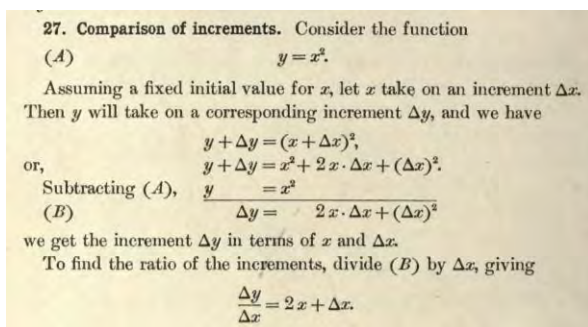 27. Comparison of increments. Consider the function
(A) y = x².
Assuming a fixed initial value for x, let x take on an increment Δx.
Then y will take on a corresponding increment Δy, and we have
y + Δy = (x + Δx)²,
or, y + Δy = x² + 2 x · Δx + (Δx)².
Subtracting (A), y = x²
(B) Δy = 2 x · Δx + (Δx)²
we get the increment Δy in terms of x and Δx.
To find the ratio of the increments, divide (B) by Δx, giving
Δy/Δx = 2 x + Δx.